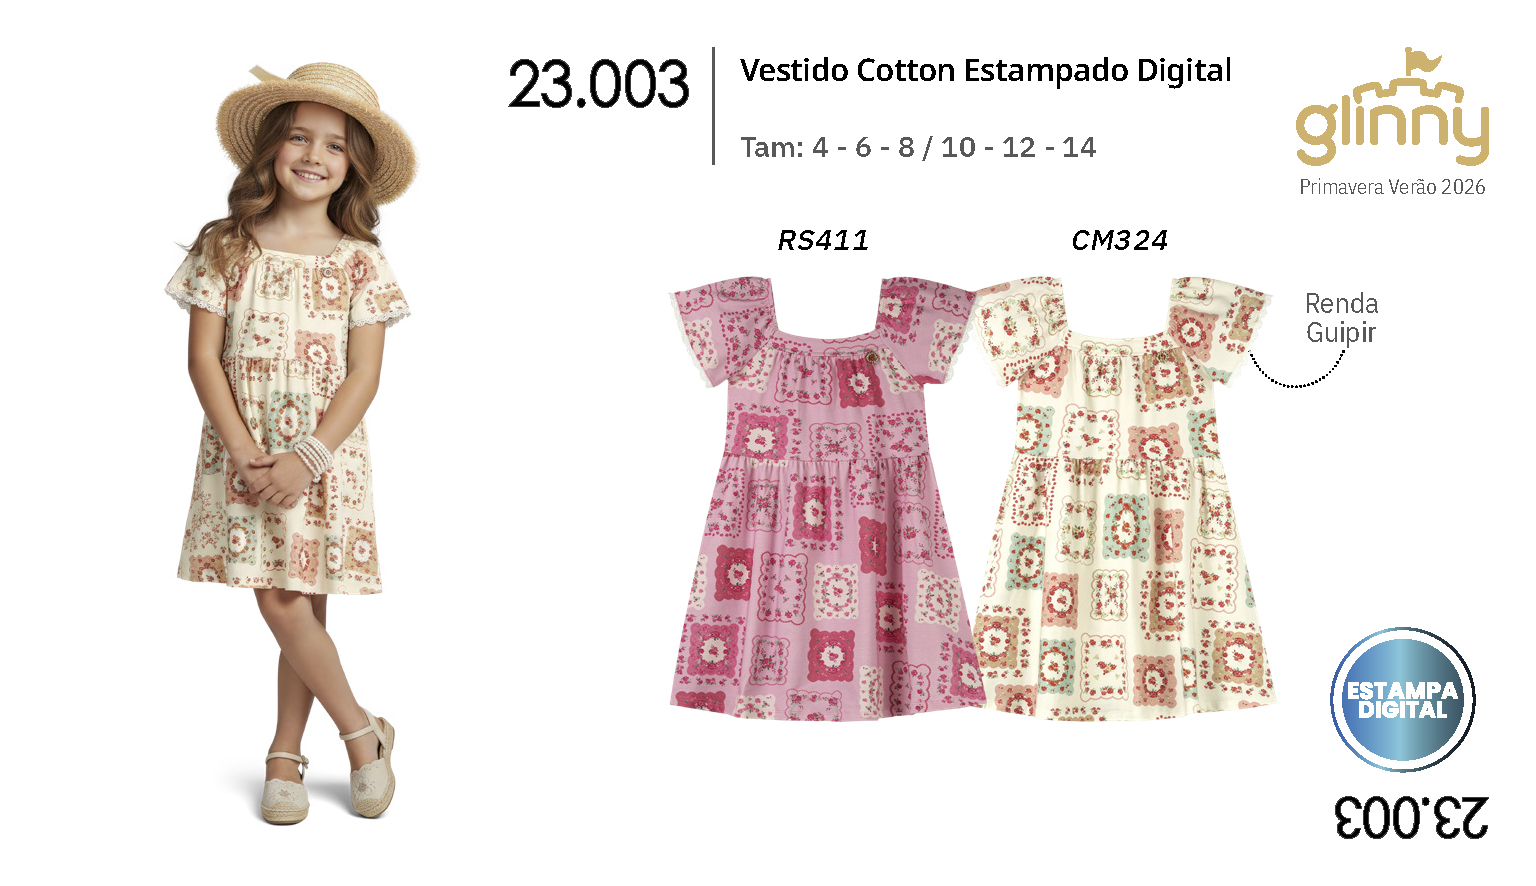 23.003
Vestido Cotton Estampado Digital
Tam: 4 - 6 - 8 / 10 - 12 - 14
glinny
Primavera Verão 2026
RS411
CM324
Renda
Guipir
ESTAMPA
DIGITAL
23.003